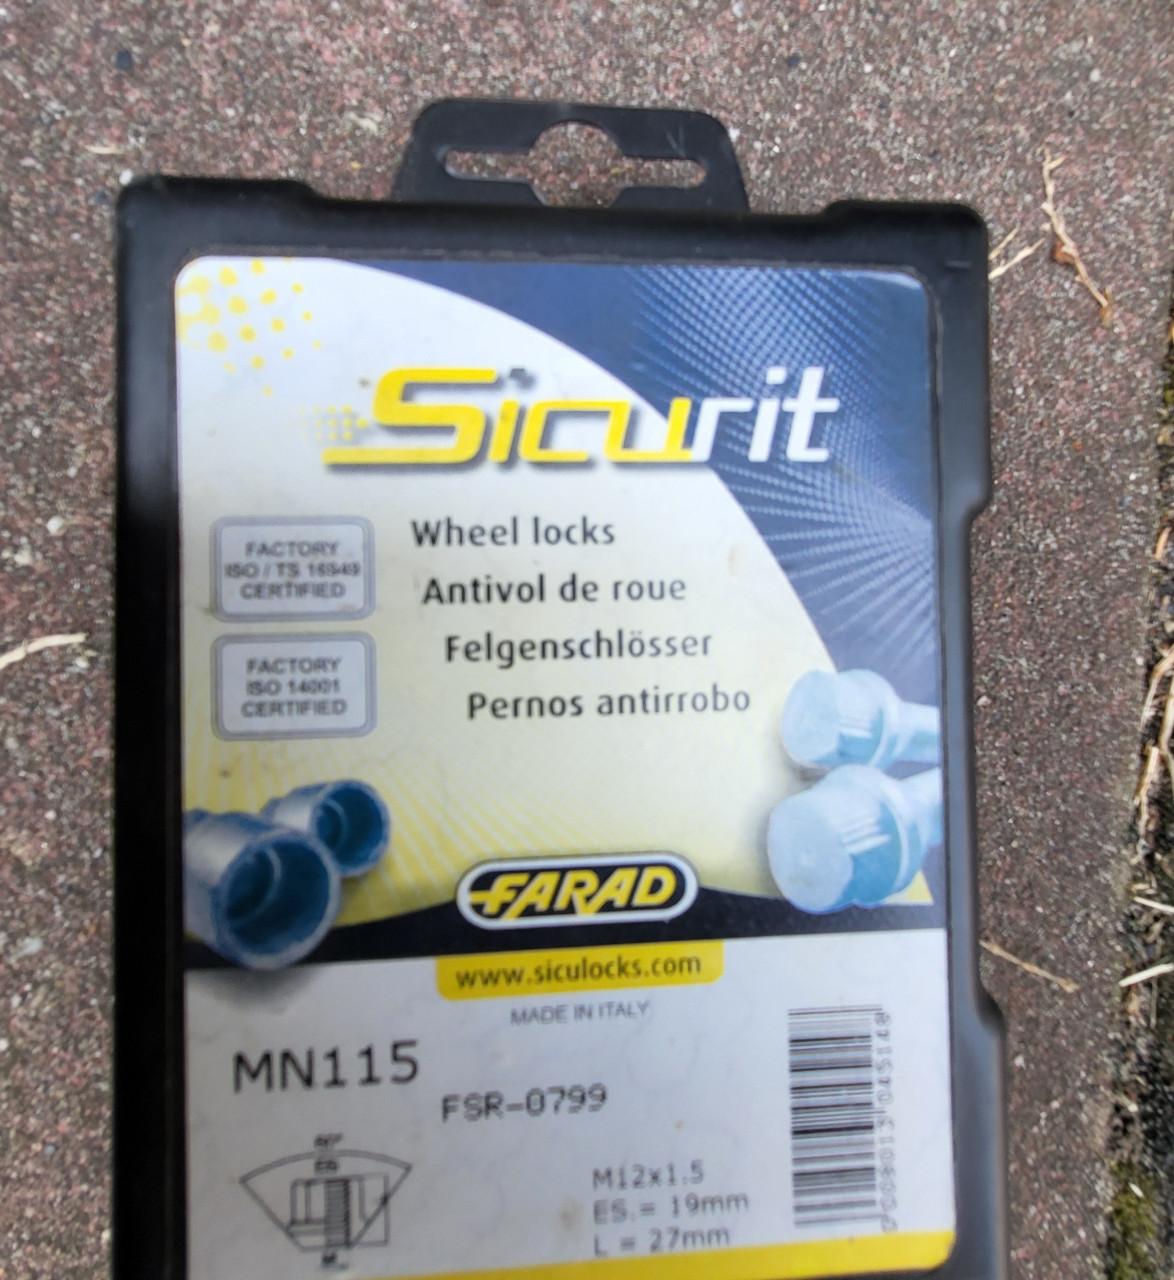 Sicurit
FACTORY
ISO / TS 16949
CERTIFIED
Wheel locks
Antivol de roue
Felgenschlösser
Pernos antirrobo
FACTORY
ISO 14001
CERTIFIED
FARAD
www.siculocks.com
MADE IN ITALY
MN115
FSR-0799
60°
M12x1.5
ES.= 19mm
L = 27mm